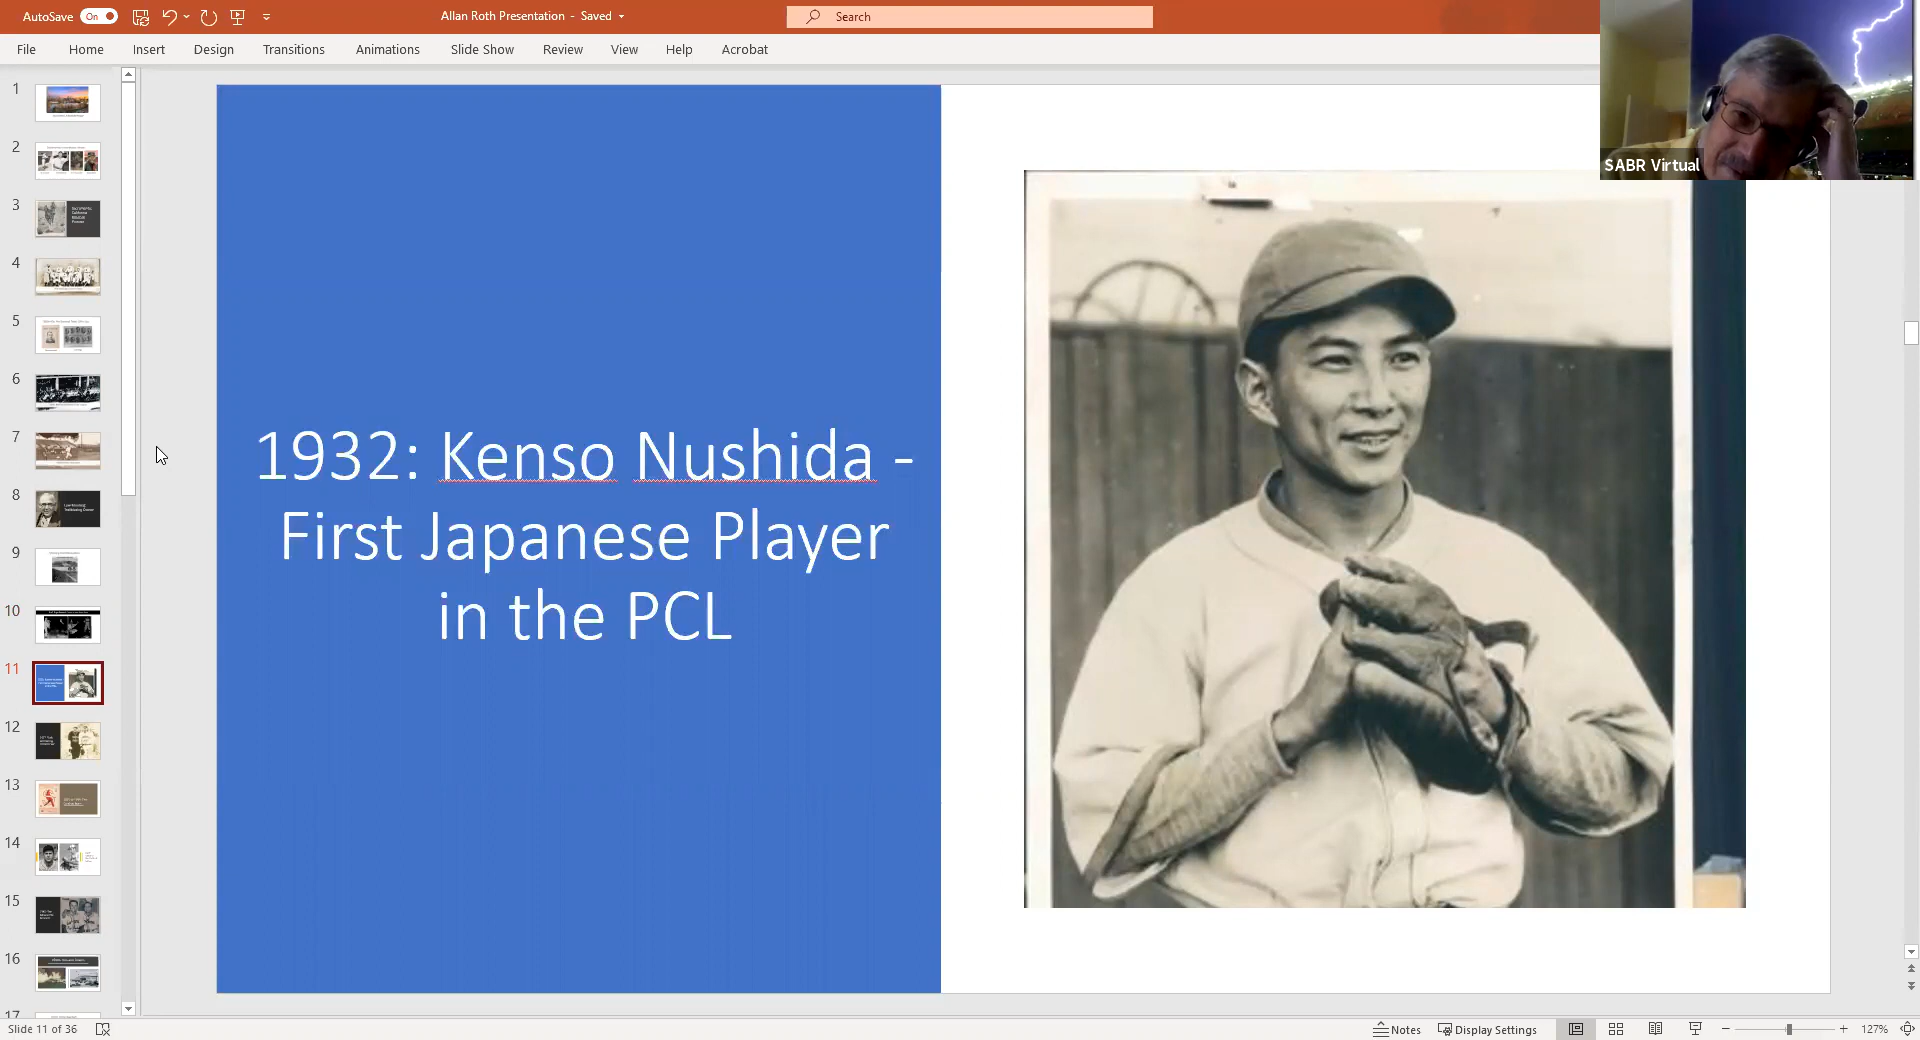 AutoSave On
Allan Roth Presentation - Saved
Search
File Home Insert Design Transitions Animations Slide Show Review View Help Acrobat
SABR Virtual
1
2
3
4
5
6
7
8
9
10
11
12
13
14
15
16
17
1932: Kenso Nushida -
First Japanese Player
in the PCL
Slide 11 of 36
Notes
Display Settings
127%